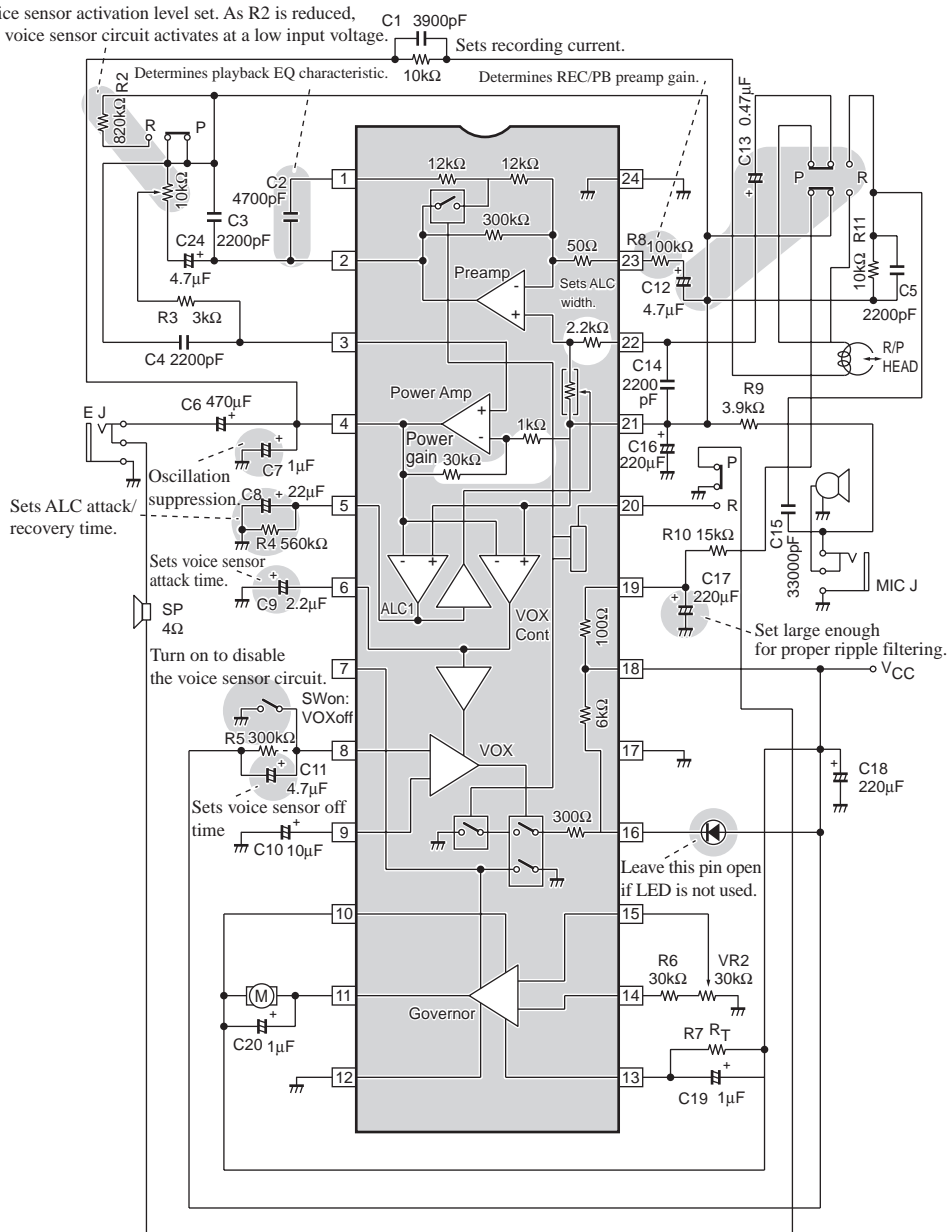 ice sensor activation level set. As R2 is reduced,
voice sensor circuit activates at a low input voltage.
C1 3900pF
10kΩ
Sets recording current.
Determines playback EQ characteristic.
Determines REC/PB preamp gain.
820kΩ R2
R
P
10kΩ
C2
4700pF
C3
2200pF
C24
4.7μF
R3 3kΩ
C4 2200pF
1
2
3
12kΩ
12kΩ
300kΩ
50Ω
Preamp
-
+
Sets ALC
width.
2.2kΩ
24
23
22
R8
100kΩ
C12
4.7μF
C13 0.47μF
P
R
10kΩ R11
C5
2200pF
R/P
HEAD
C14
2200
pF
R9
3.9kΩ
E J
C6 470μF
4
C7 1μF
Oscillation
suppression.
Power Amp
+
-
1kΩ
Power
gain
30kΩ
21
C16
220μF
P
R
Sets ALC attack/
recovery time.
C8 22μF
R4 560kΩ
5
20
R10 15kΩ
C15
33000pF
MIC J
Sets voice sensor
attack time.
C9 2.2μF
6
- +
- +
ALC1
VOX
Cont
100Ω
19
C17
220μF
Set large enough
for proper ripple filtering.
SP
4Ω
7
18
VCC
Turn on to disable
the voice sensor circuit.
SWon:
VOXoff
R5 300kΩ
8
C11
4.7μF
VOX
6kΩ
17
C18
220μF
Sets voice sensor off
time
C10 10μF
9
300Ω
16
Leave this pin open
if LED is not used.
10
15
R6
30kΩ
VR2
30kΩ
M
11
Governor
14
C20 1μF
R7 RT
12
13
C19 1μF